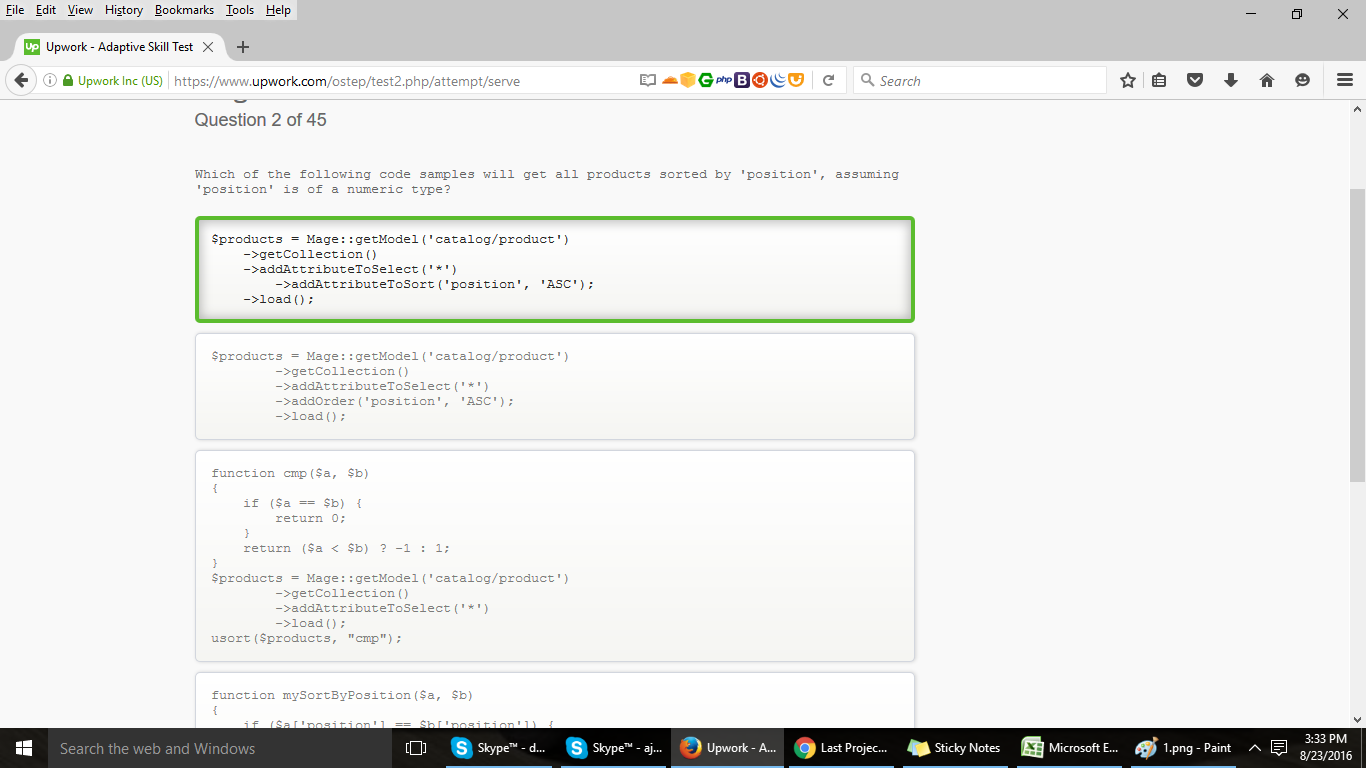 File Edit View History Bookmarks Tools Help
Up Upwork - Adaptive Skill Test
Upwork Inc (US) https://www.upwork.com/ostep/test2.php/attempt/serve php B Search
Question 2 of 45
Which of the following code samples will get all products sorted by 'position', assuming
'position' is of a numeric type?
$products = Mage::getModel('catalog/product')
->getCollection()
->addAttributeToSelect('*')
->addAttributeToSort('position', 'ASC');
->load();
$products = Mage::getModel('catalog/product')
->getCollection()
->addAttributeToSelect('*')
->addOrder('position', 'ASC');
->load();
function cmp($a, $b)
{
if ($a == $b) {
return 0;
}
return ($a < $b) ? -1 : 1;
}
$products = Mage::getModel('catalog/product')
->getCollection()
->addAttributeToSelect('*')
->load();
usort($products, "cmp");
function mySortByPosition($a, $b)
{
if ($a['position'] == $b['position']) {
Search the web and Windows Skype™ - d... Skype™ - aj... Upwork - A... Last Projec... Sticky Notes Microsoft E... 1.png - Paint 3:33 PM
8/23/2016